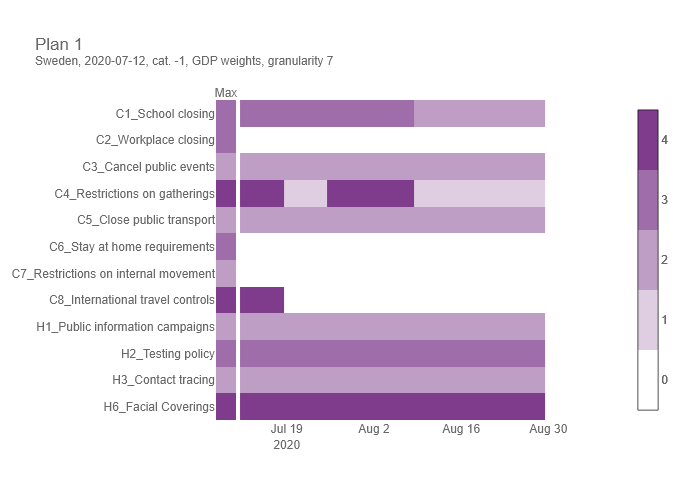 Plan 1
Sweden, 2020-07-12, cat. -1, GDP weights, granularity 7
Max
C1_School closing
C2_Workplace closing
C3_Cancel public events
C4_Restrictions on gatherings
C5_Close public transport
C6_Stay at home requirements
C7_Restrictions on internal movement
C8_International travel controls
H1_Public information campaigns
H2_Testing policy
H3_Contact tracing
H6_Facial Coverings
Jul 19 Aug 2 Aug 16 Aug 30
2020
4
3
2
1
0